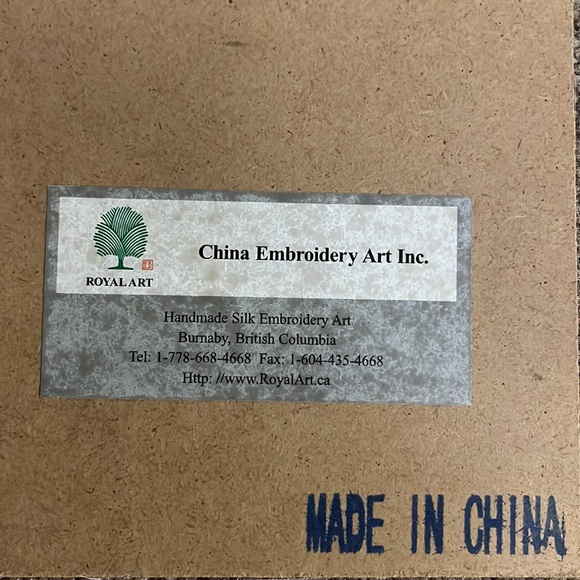 China Embroidery Art Inc.
ROYAL ART
Handmade Silk Embroidery Art
Burnaby, British Columbia
Tel: 1-778-668-4668 Fax: 1-604-435-4668
Http: //www.RoyalArt.ca
MADE IN CHINA